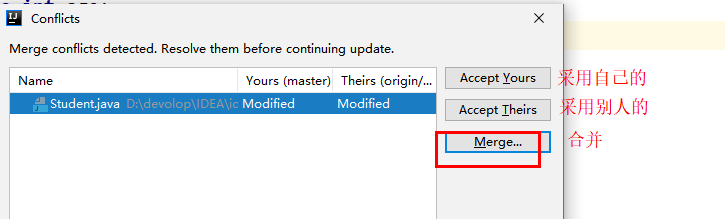 Conflicts
Merge conflicts detected. Resolve them before continuing update.
Name Yours (master) Theirs (origin/...
Student.java D:\devolop\IDEA\ic Modified Modified
Accept Yours 采用自己的
Accept Theirs 采用别人的
Merge... 合并